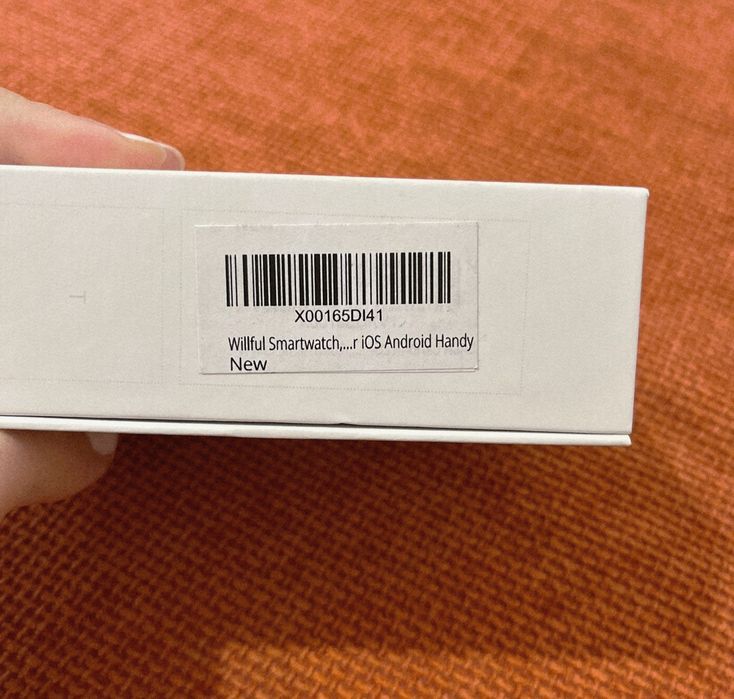 X00165DI41
Willful Smartwatch,...r iOS Android Handy
New